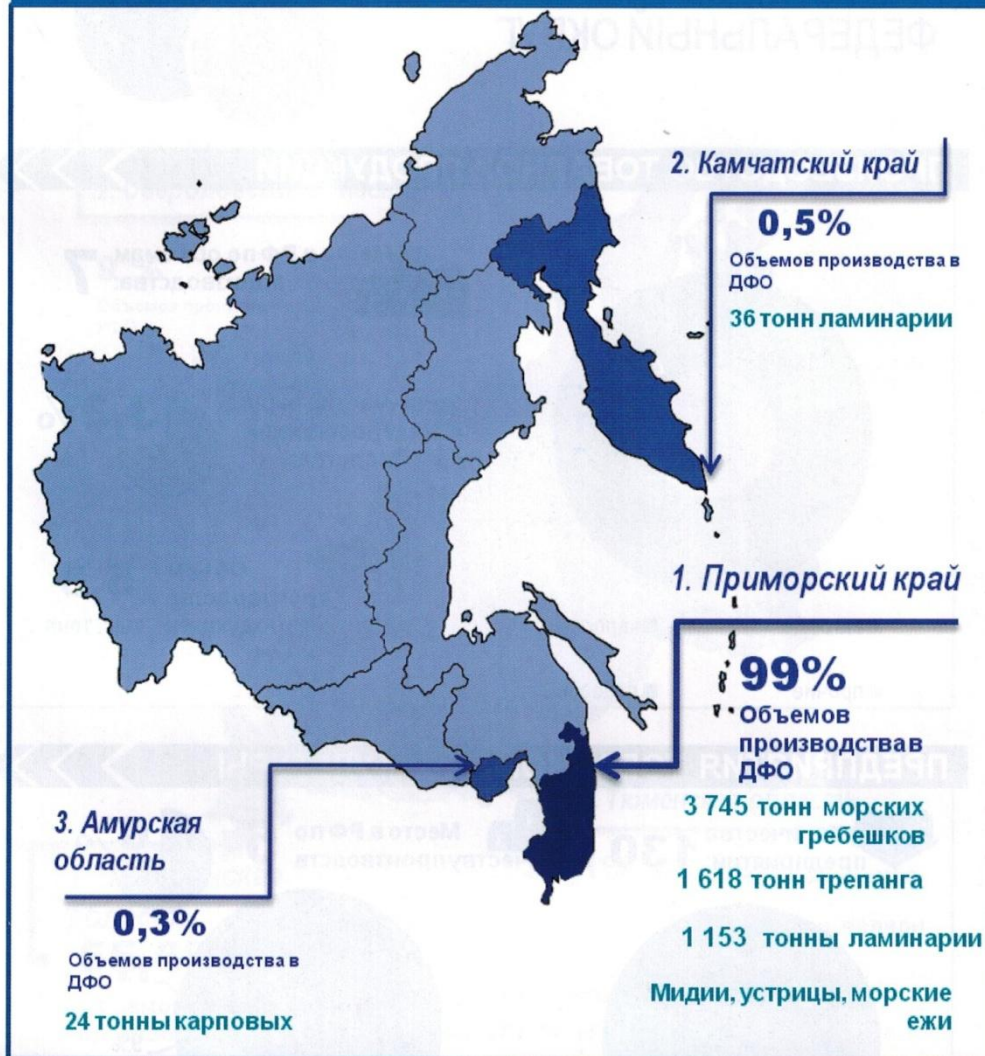 2. Камчатский край
0,5%
Объемов производства в
ДФО
36 тонн ламинарии
1. Приморский край
99%
Объемов
производства в
ДФО
3 745 тонн морских
гребешков
1 618 тонн трепанга
1 153 тонны ламинарии
Мидии, устрицы, морские
ежи
3. Амурская
область
0,3%
Объемов производства в
ДФО
24 тонны карповых